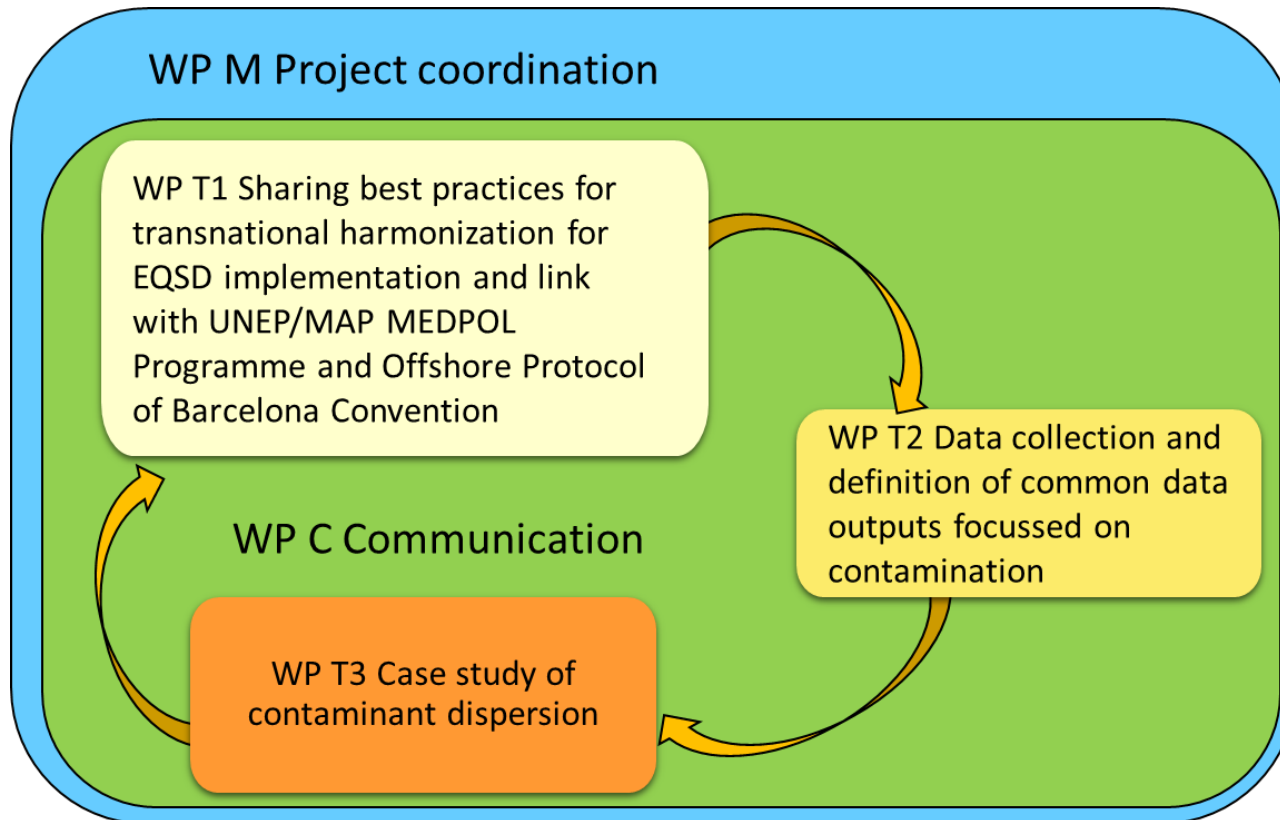 WP M Project coordination
WP T1 Sharing best practices for
transnational harmonization for
EQSD implementation and link
with UNEP/MAP MEDPOL
Programme and Offshore Protocol
of Barcelona Convention
WP T2 Data collection and
definition of common data
outputs focussed on
contamination
WP C Communication
WP T3 Case study of
contaminant dispersion